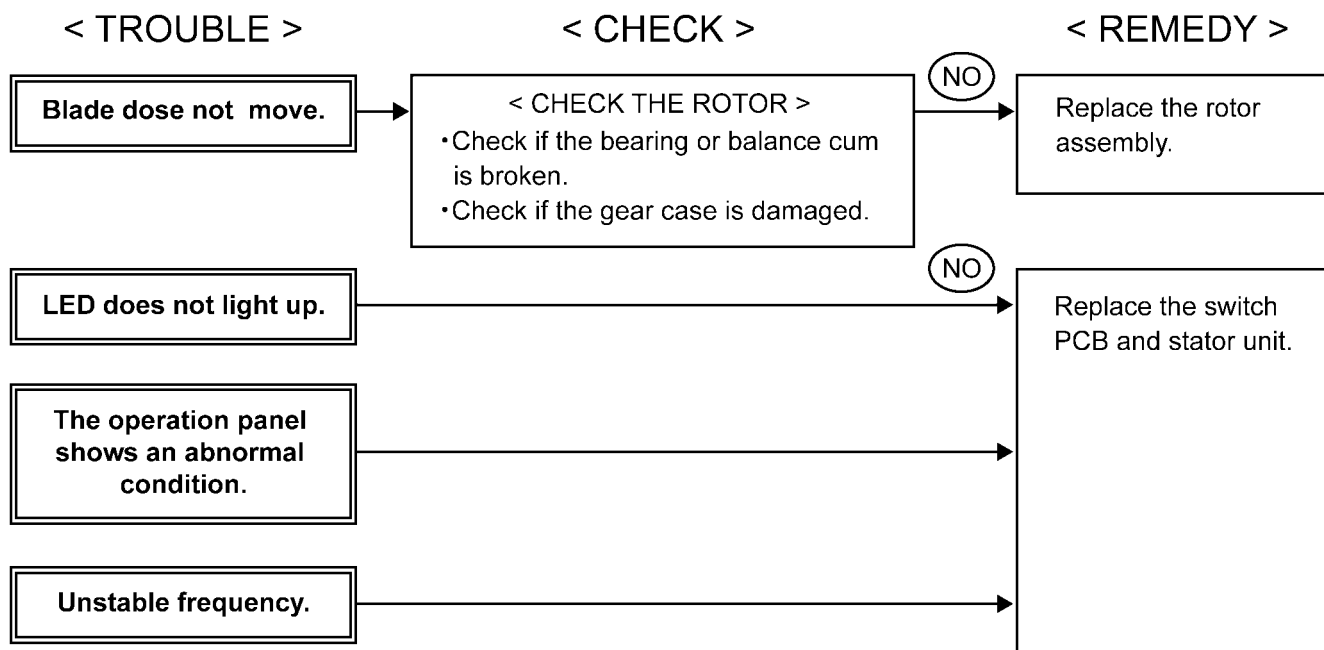 < TROUBLE >
< CHECK >
< REMEDY >
Blade dose not move.
< CHECK THE ROTOR >
・Check if the bearing or balance cum
is broken.
・Check if the gear case is damaged.
NO
Replace the rotor
assembly.
LED does not light up.
NO
Replace the switch
PCB and stator unit.
The operation panel
shows an abnormal
condition.
Unstable frequency.